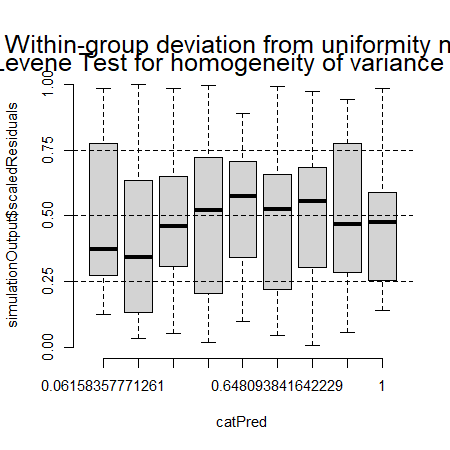 Within-group deviation from uniformity n
Levene Test for homogeneity of variance
simulationOutput$scaledResiduals
1.00
0.75
0.50
0.25
0.00
0.06158357771261 0.648093841642229 1
catPred